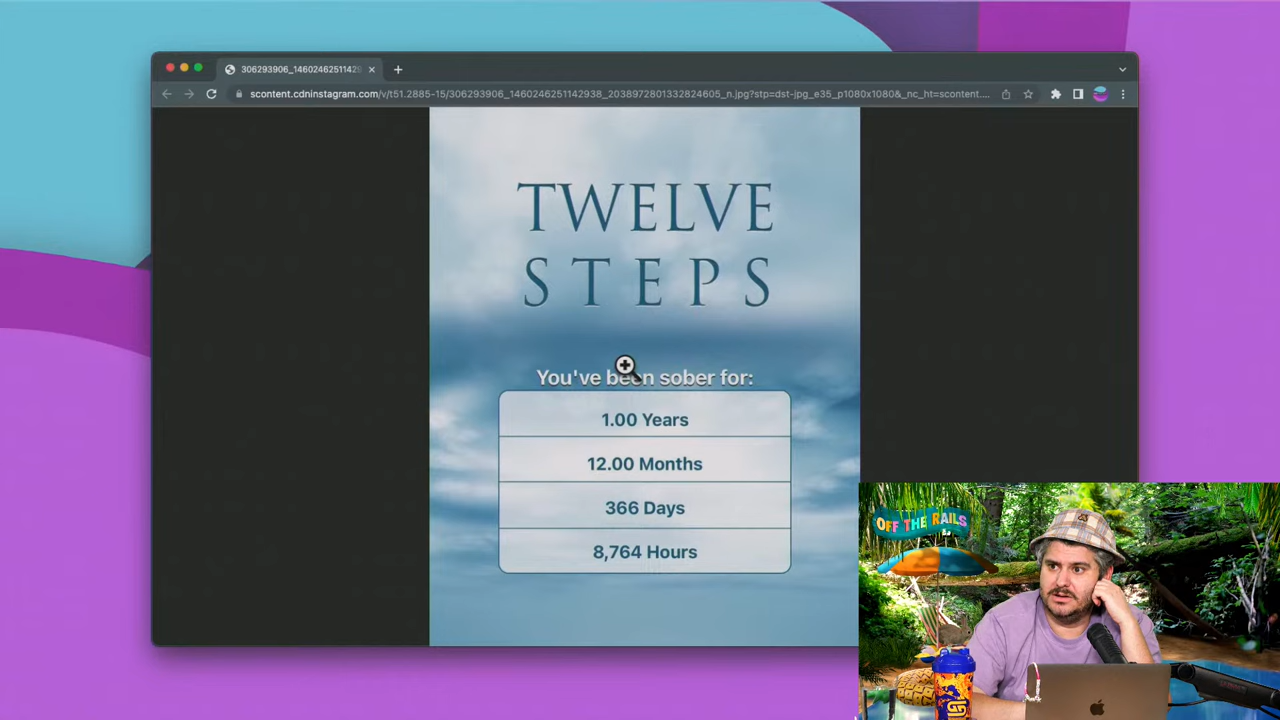 306293906_14602462511429
scontent.cdninstagram.com/v/t51.2885-15/306293906_1460246251142938_2038972801332824605_n.jpg?stp=dst-jpg_e35_p1080x1080&_nc_ht=scontent....
TWELVE
STEPS
You've been sober for:
1.00 Years
12.00 Months
366 Days
8,764 Hours
OFF THE RAILS